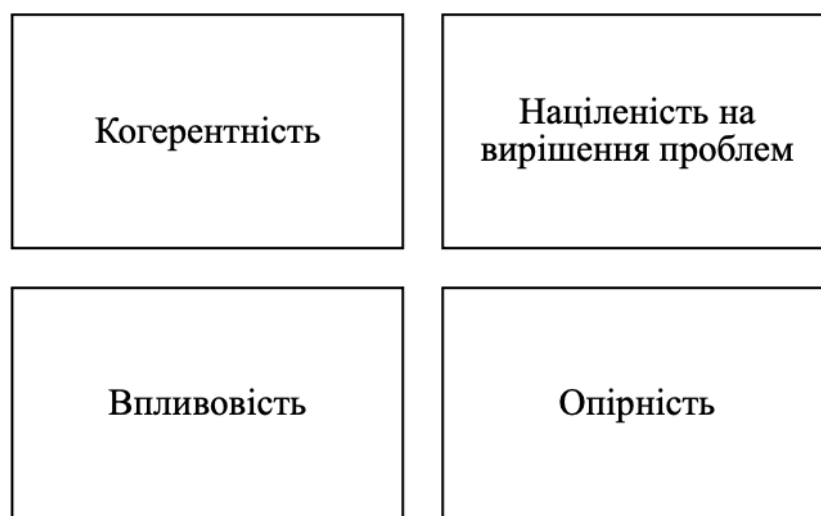 Когерентність
Націленість на
вирішення проблем
Впливовість
Опірність